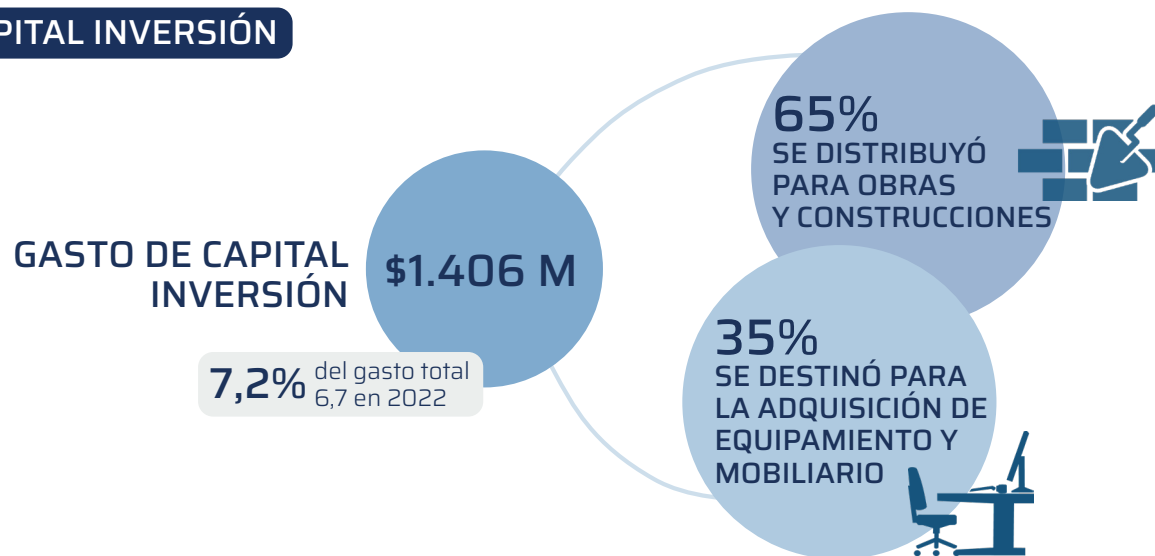 PITAL INVERSIÓN
GASTO DE CAPITAL
INVERSIÓN
$1.406 M
7,2% del gasto total
6,7 en 2022
65%
SE DISTRIBUYÓ
PARA OBRAS
Y CONSTRUCCIONES
35%
SE DESTINÓ PARA
LA ADQUISICIÓN DE
EQUIPAMIENTO Y
MOBILIARIO